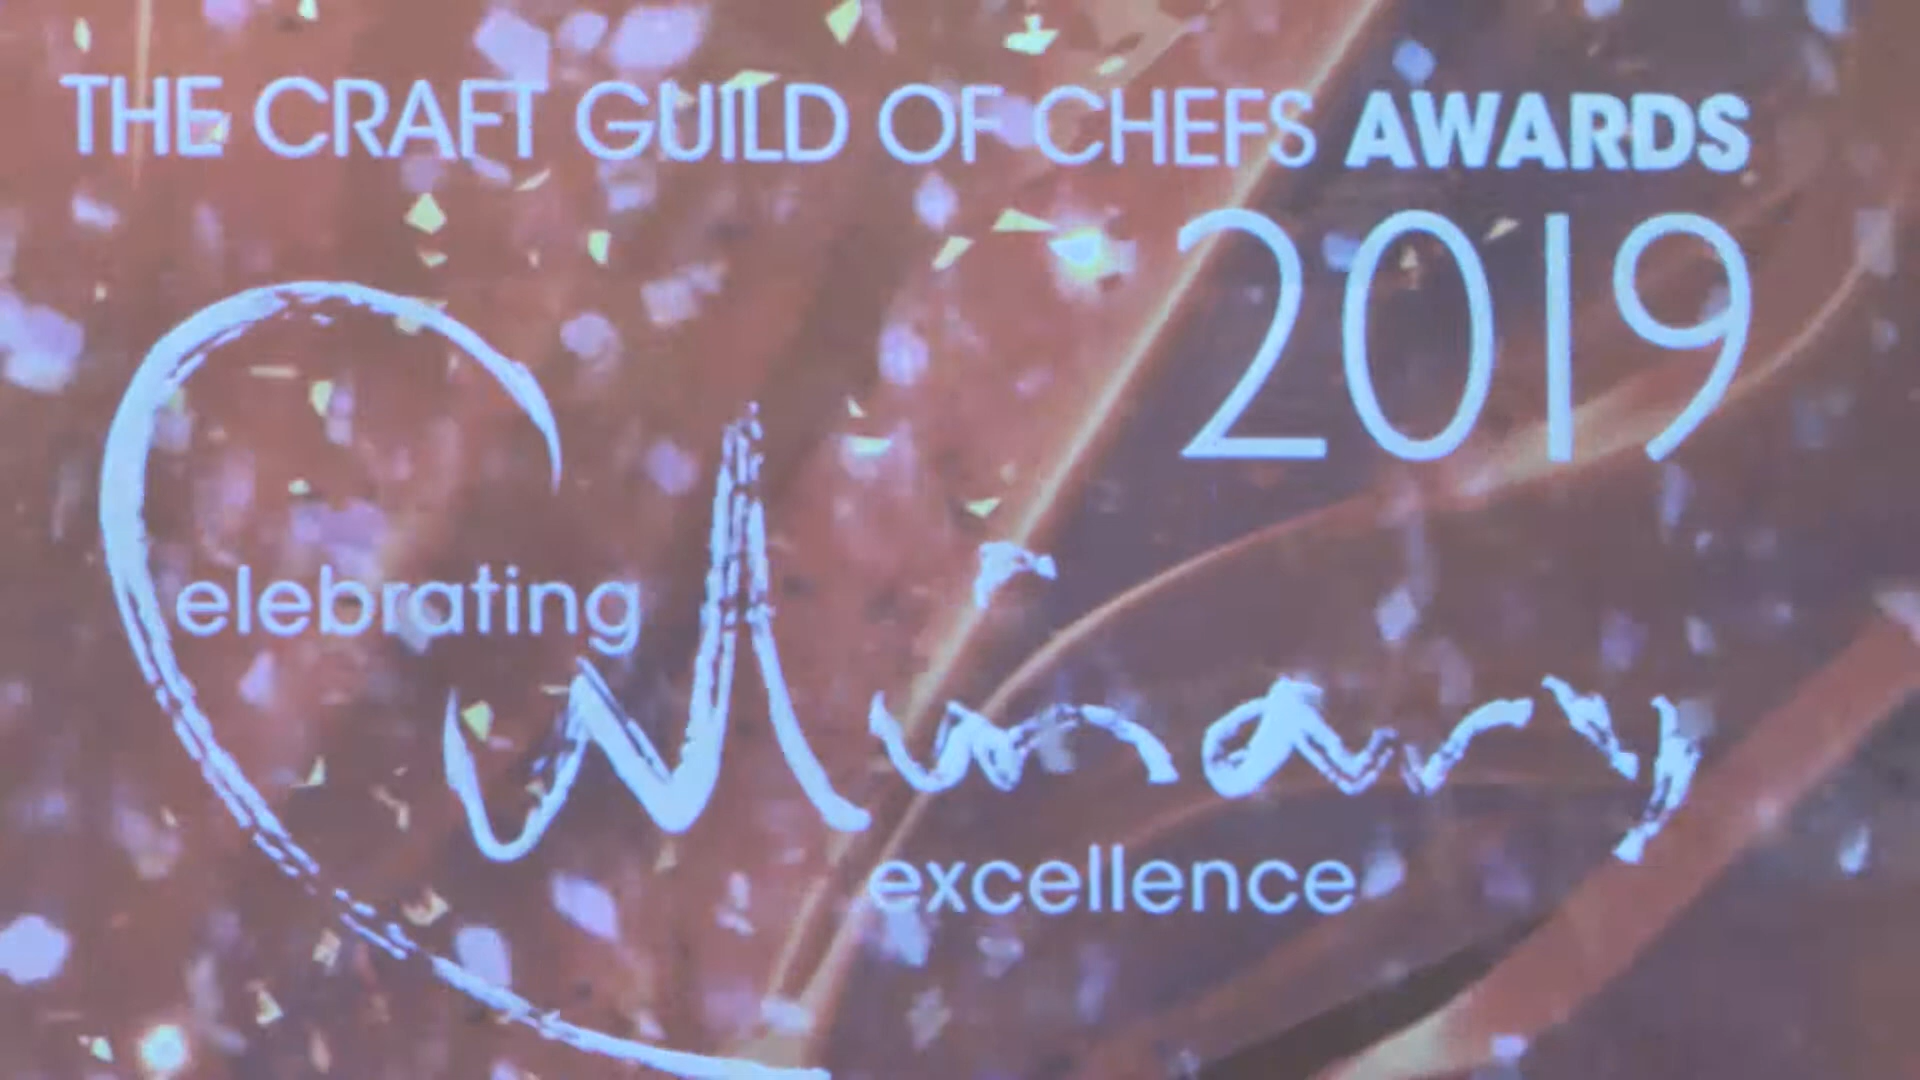 THE CRAFT GUILD OF CHEFS AWARDS
2019
Celebrating
Culinary
excellence